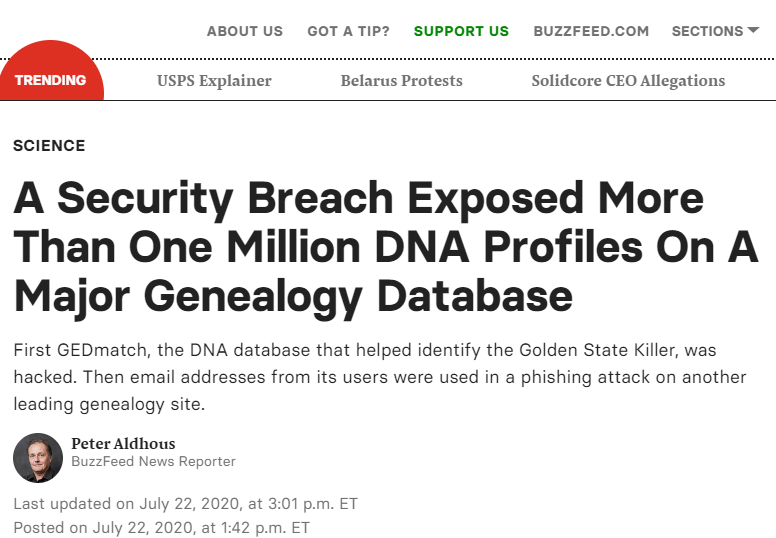 ABOUT US GOT A TIP? SUPPORT US BUZZFEED.COM SECTIONS
TRENDING USPS Explainer Belarus Protests Solidcore CEO Allegations
SCIENCE
A Security Breach Exposed More
Than One Million DNA Profiles On A
Major Genealogy Database
First GEDmatch, the DNA database that helped identify the Golden State Killer, was
hacked. Then email addresses from its users were used in a phishing attack on another
leading genealogy site.
Peter Aldhous
BuzzFeed News Reporter
Last updated on July 22, 2020, at 3:01 p.m. ET
Posted on July 22, 2020, at 1:42 p.m. ET